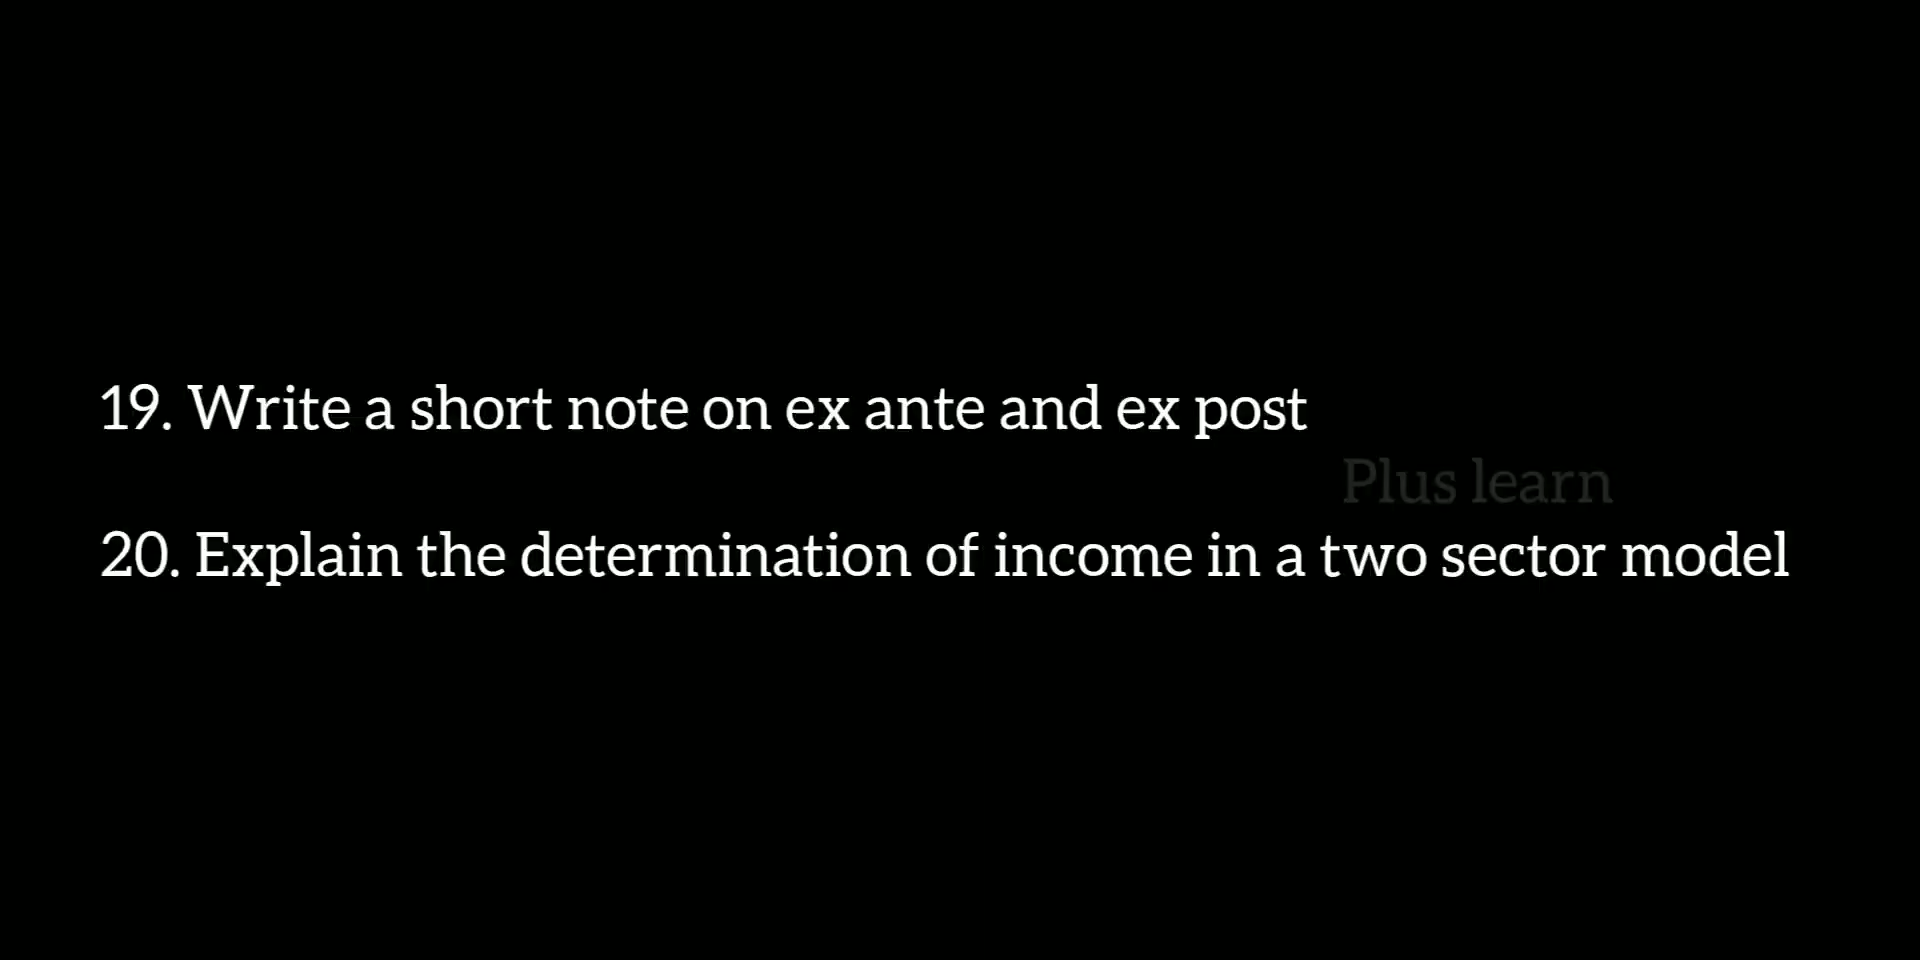 19. Write a short note on ex ante and ex post
Plus learn
20. Explain the determination of income in a two sector model